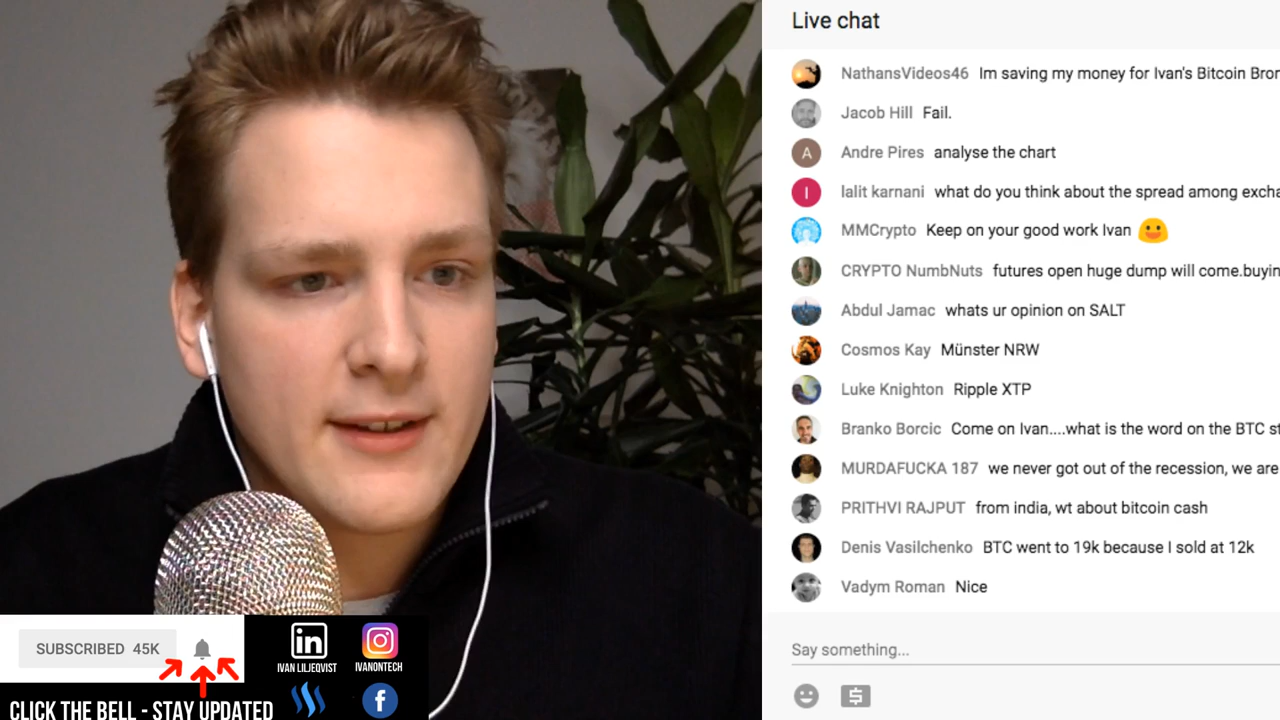 Live chat
NathansVideos46 Im saving my money for Ivan's Bitcoin
Jacob Hill Fail.
A Andre Pires analyse the chart
l lalit karnani what do you think about the spread among
MMCrypto Keep on your good work Ivan
CRYPTO NumbNuts futures open huge dump will come.
Abdul Jamac whats ur opinion on SALT
Cosmos Kay Münster NRW
Luke Knighton Ripple XTP
Branko Borcic Come on Ivan....what is the word on the BTC
MURDAFUCKA 187 we never got out of the recession, we are
PRITHVI RAJPUT from india, wt about bitcoin cash
Denis Vasilchenko BTC went to 19k because I sold at 12k
Vadym Roman Nice
Say something...
SUBSCRIBED 45K
CLICK THE BELL - STAY UPDATED
in
IVAN LILJEQVIST
IVANONTECH
f